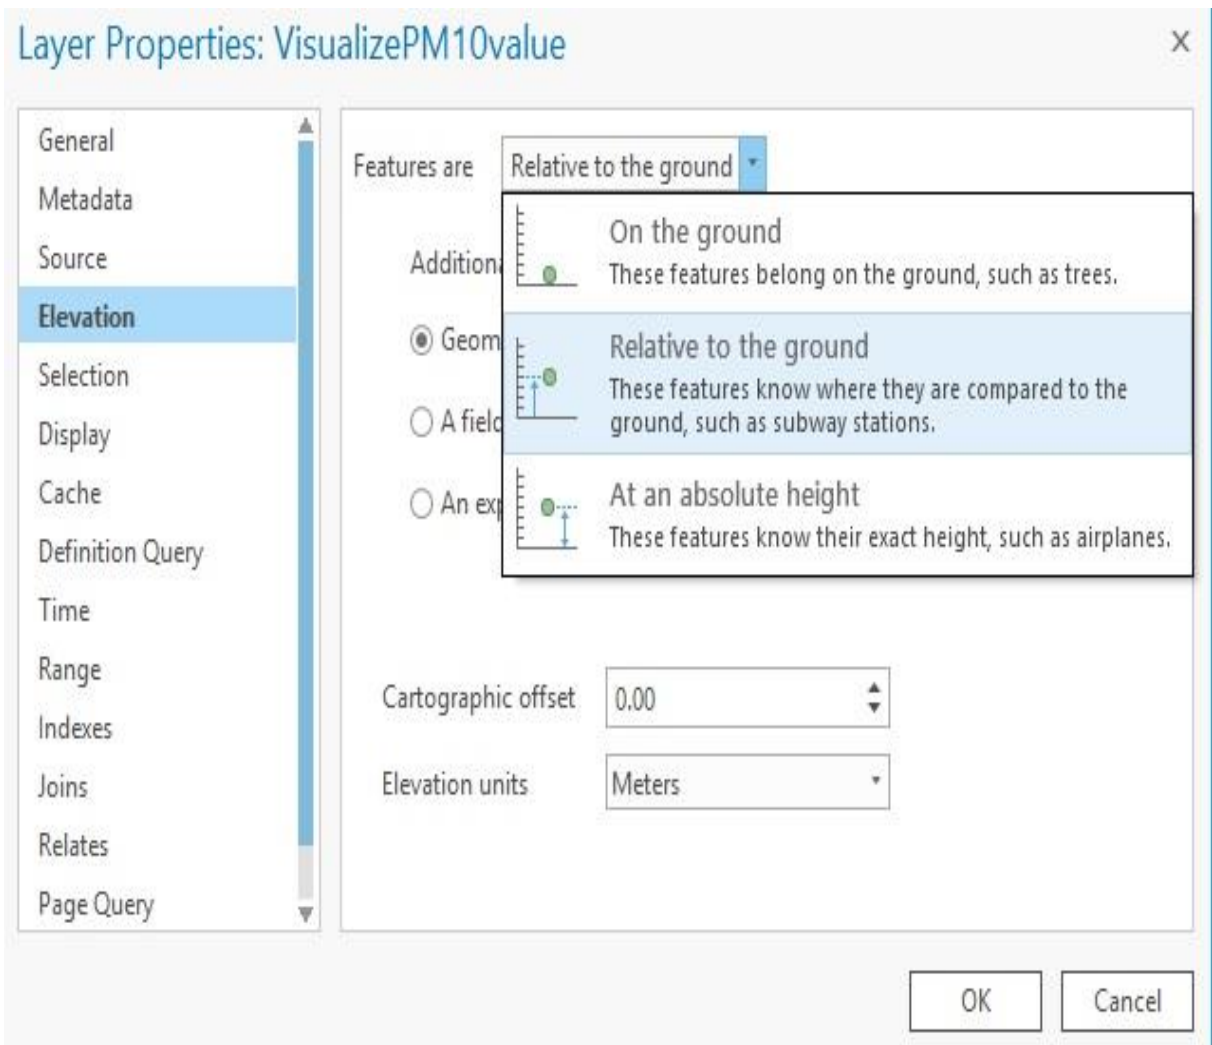 Layer Properties: VisualizePM10value
X
General
Metadata
Source
Elevation
Selection
Display
Cache
Definition Query
Time
Range
Indexes
Joins
Relates
Page Query
Features are
Relative to the ground
On the ground
These features belong on the ground, such as trees.
Relative to the ground
These features know where they are compared to the
ground, such as subway stations.
At an absolute height
These features know their exact height, such as airplanes.
Cartographic offset
0.00
Elevation units
Meters
OK
Cancel